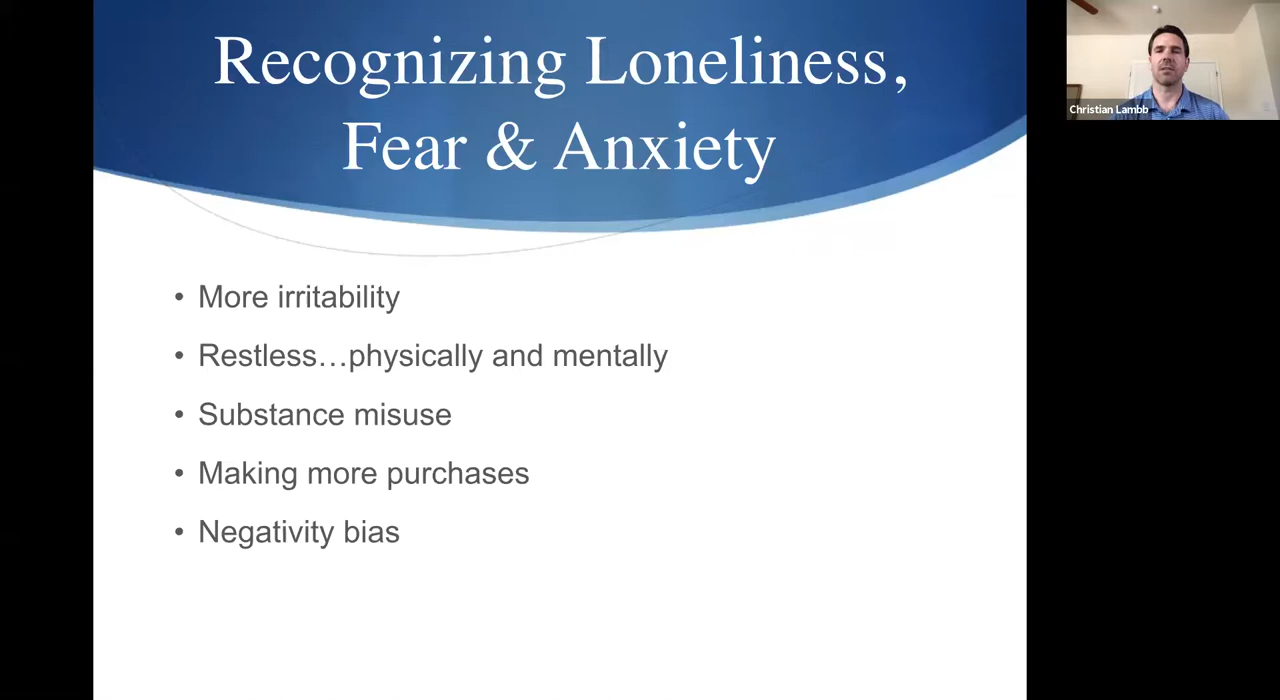 Recognizing Loneliness,
Fear & Anxiety
• More irritability
• Restless…physically and mentally
• Substance misuse
• Making more purchases
• Negativity bias
Christian Lambb